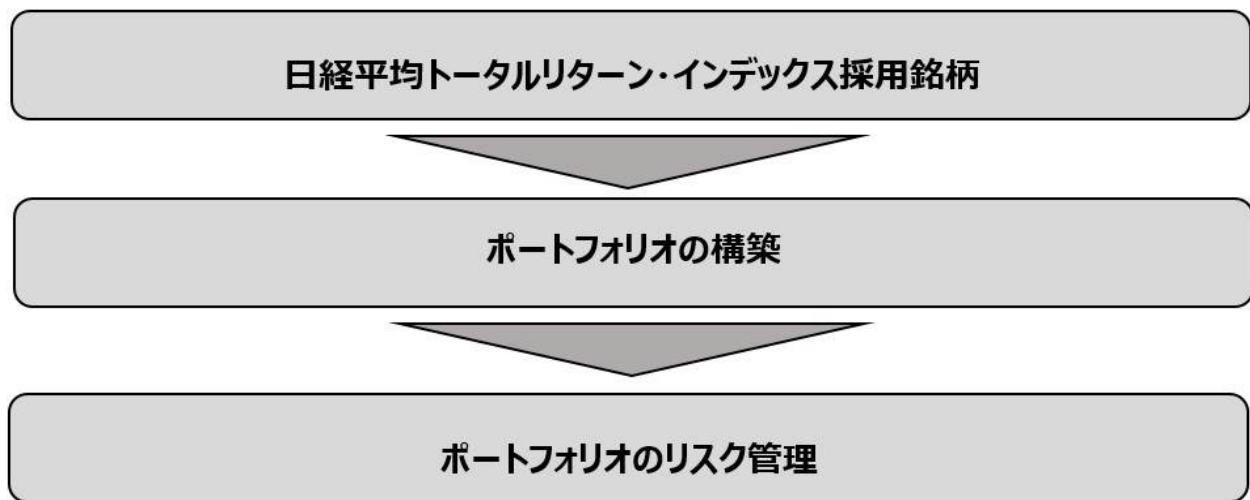 日経平均トータルリターン・インデックス採用銘柄
ポートフォリオの構築
ポートフォリオのリスク管理